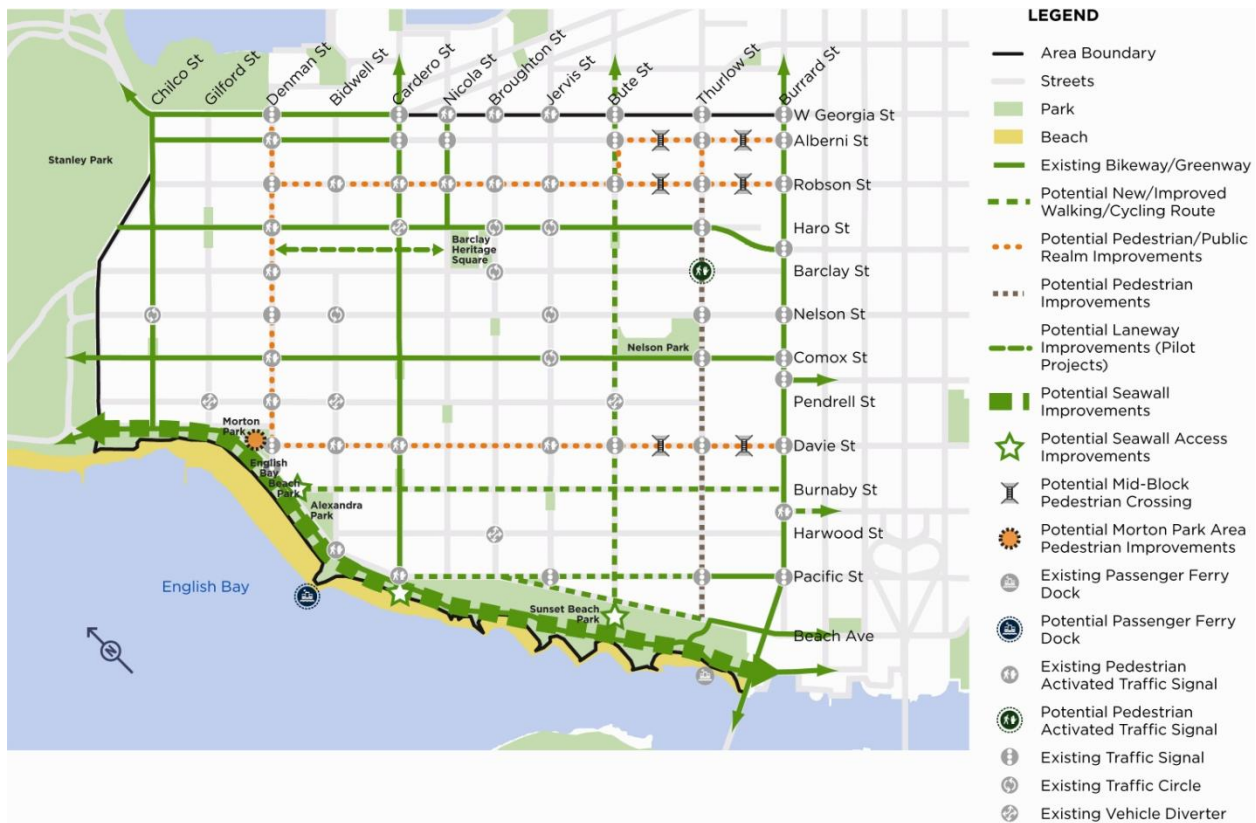 Chilco St
Gilford St
Denman St
Bidwell St
Cardero St
Nicola St
Broughton St
Jervis St
Bute St
Thurlow St
Burrard St
W Georgia St
Alberni St
Robson St
Haro St
Barclay St
Nelson St
Comox St
Pendrell St
Davie St
Burnaby St
Harwood St
Pacific St
Beach Ave
Stanley Park
Barclay
Heritage
Square
Nelson Park
Morton
Park
English
Bay
Beach
Park
Alexandra
Park
Sunset Beach
Park
English Bay
N
LEGEND
Area Boundary
Streets
Park
Beach
Existing Bikeway/Greenway
Potential New/Improved
Walking/Cycling Route
Potential Pedestrian/Public
Realm Improvements
Potential Pedestrian
Improvements
Potential Laneway
Improvements (Pilot
Projects)
Potential Seawall
Improvements
Potential Seawall Access
Improvements
Potential Mid-Block
Pedestrian Crossing
Potential Morton Park Area
Pedestrian Improvements
Existing Passenger Ferry
Dock
Potential Passenger Ferry
Dock
Existing Pedestrian
Activated Traffic Signal
Potential Pedestrian
Activated Traffic Signal
Existing Traffic Signal
Existing Traffic Circle
Existing Vehicle Diverter